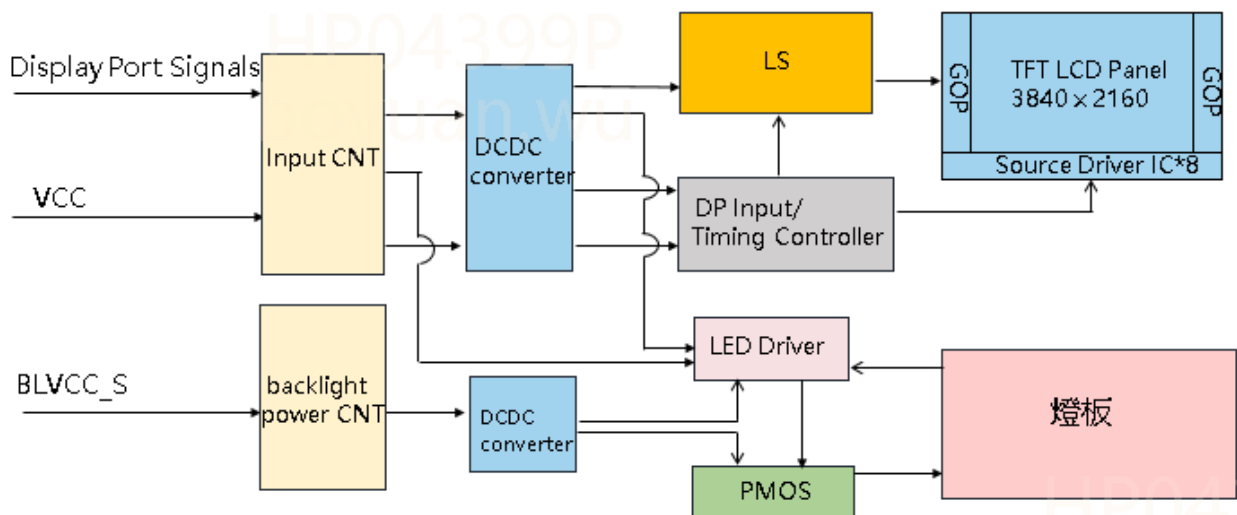 HP04399P
Display Port Signals
Input CNT
VCC
DCDC
converter
LS
DP Input/
Timing Controller
GOP
TFT LCD Panel
3840×2160
GOP
Source Driver IC*8
BLVCC_S
backlight
power CNT
DCDC
converter
LED Driver
PMOS
燈板